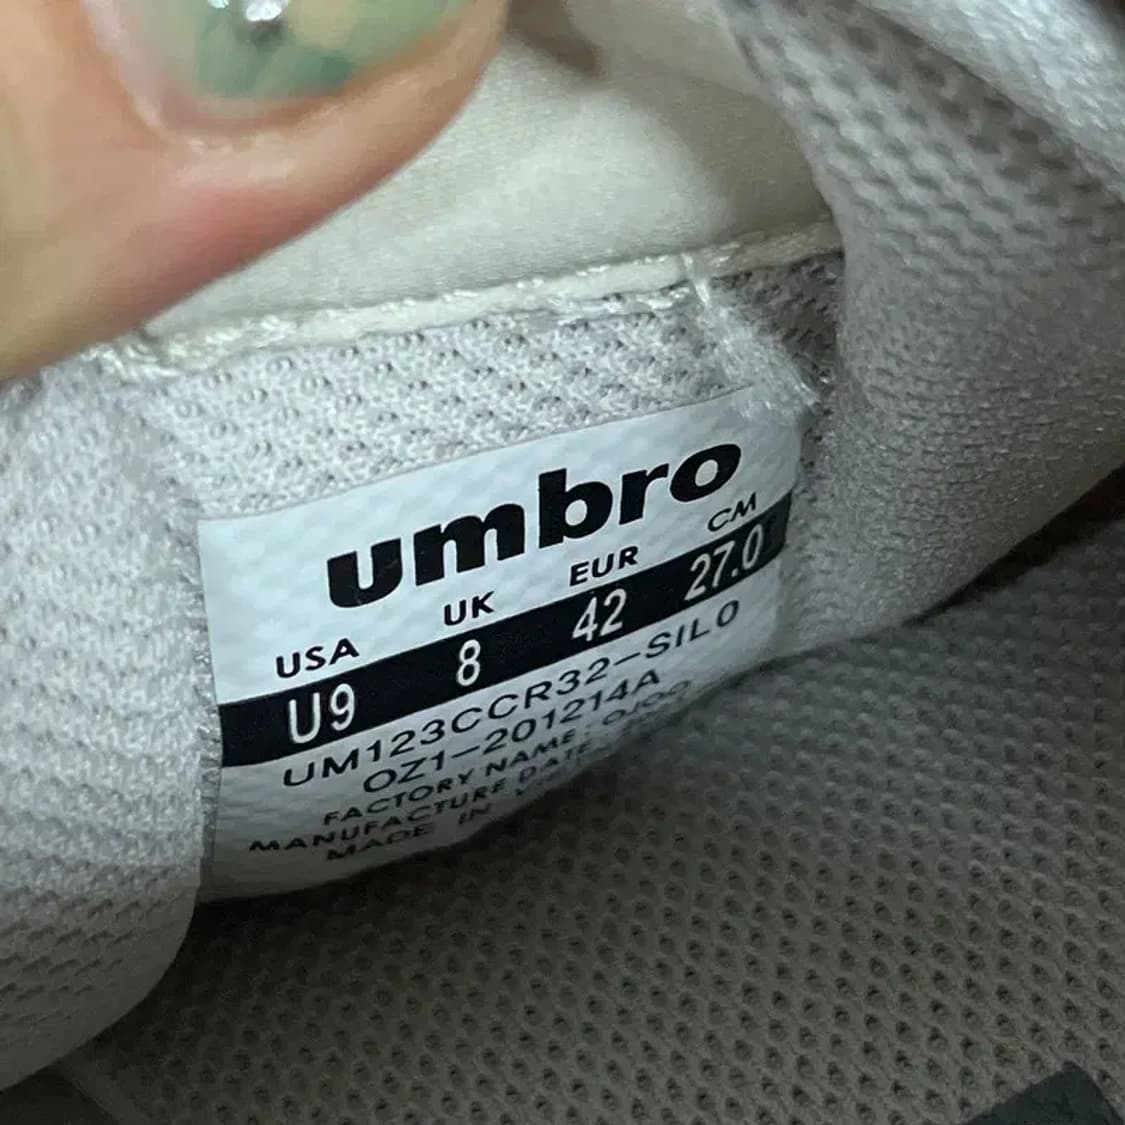 umbro
USA UK EUR CM
U9 8 42 27.0
UM123CCR32-SIL0
OZ1-201214A
FACTORY NAME:
MANUFACTURE DATE
MADE IN